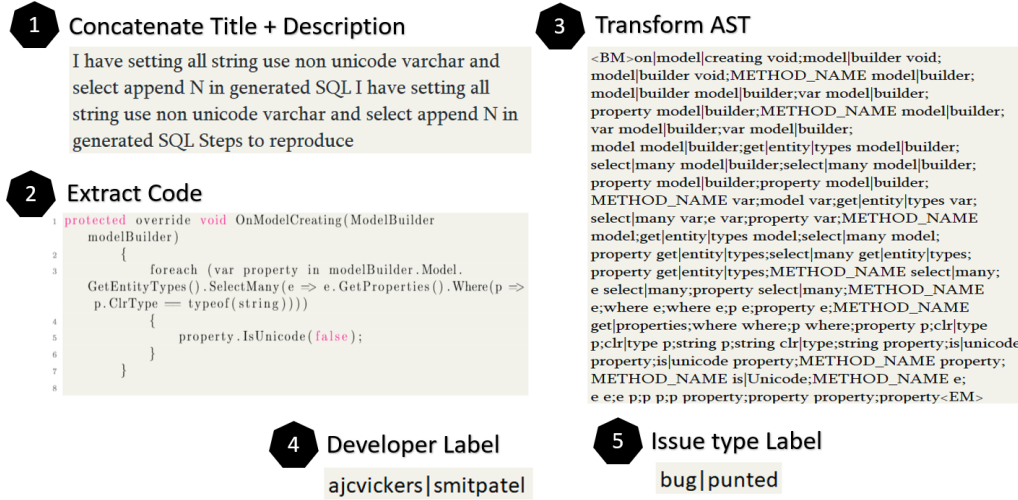 1 Concatenate Title + Description
I have setting all string use non unicode varchar and
select append N in generated SQL I have setting all
string use non unicode varchar and select append N in
generated SQL Steps to reproduce
2 Extract Code
1 protected override void OnModelCreating(ModelBuilder
modelBuilder)
2 {
3 foreach (var property in modelBuilder.Model.
GetEntityTypes().SelectMany(e => e.GetProperties().Where(p =>
p.ClrType == typeof(string))))
4 {
5 property.IsUnicode(false);
6 }
7 }
8
3 Transform AST
<BM>on|model|creating void;model|builder void;
model|builder void;METHOD_NAME model|builder;
model|builder model|builder;var model|builder;
property model|builder;METHOD_NAME model|builder;
var model|builder;var model|builder;
model model|builder;get|entity|types model|builder;
select|many model|builder;select|many model|builder;
property model|builder;property model|builder;
METHOD_NAME var;model var;get|entity|types var;
select|many var;e var;property var;METHOD_NAME
model;get|entity|types model;select|many model;
property get|entity|types;select|many get|entity|types;
property get|entity|types;METHOD_NAME select|many;
e select|many;property select|many;METHOD_NAME
e;where e;where e;p e;property e;METHOD_NAME
get|properties;where where;p where;property p;clr|type
p;clr|type p;string p;string clr|type;string property;is|unicode
property;is|unicode property;METHOD_NAME property;
METHOD_NAME is|Unicode;METHOD_NAME e;
e e;e p;p p;p property;property property;property<EM>
4 Developer Label
ajcvickers|smitpatel
5 Issue type Label
bug|punted